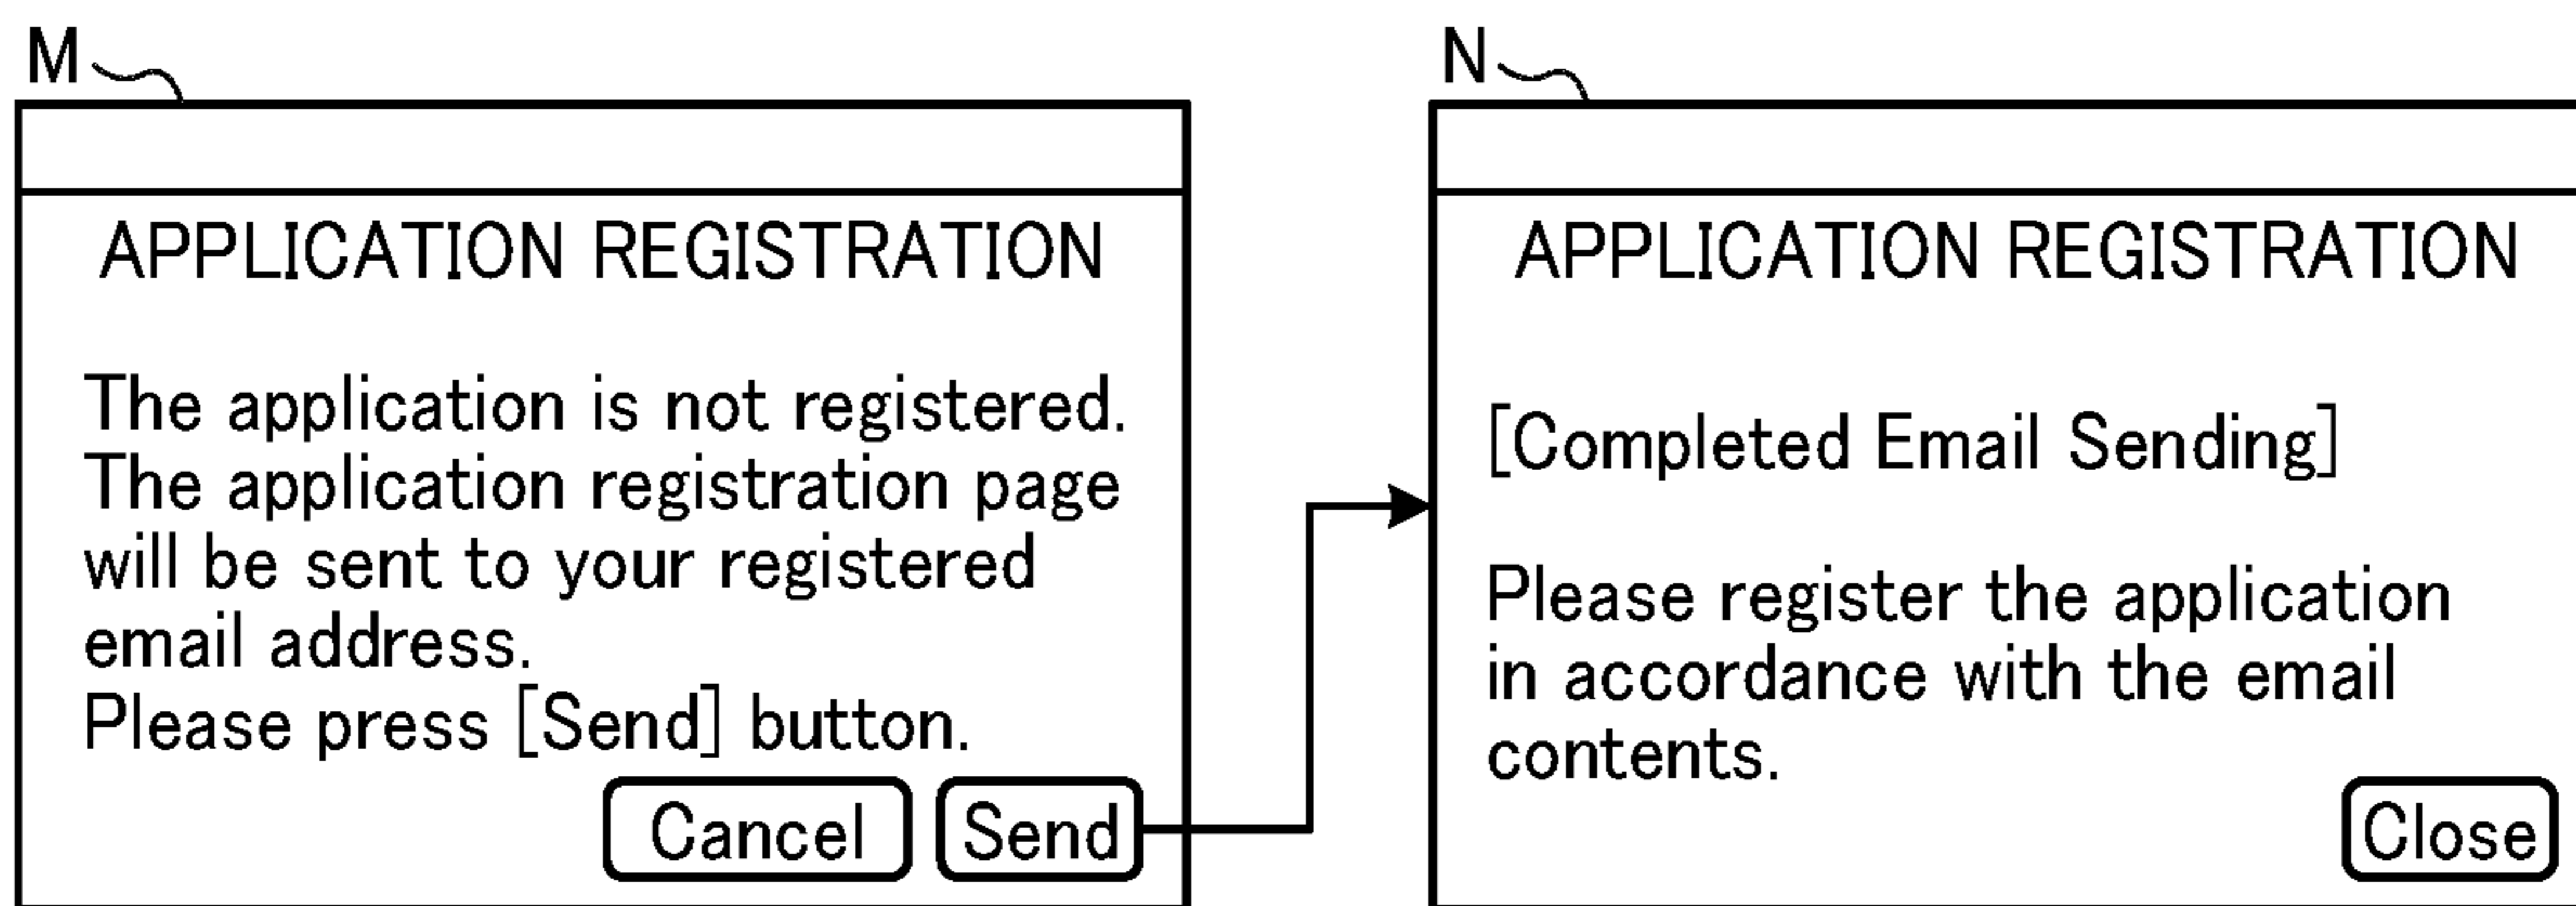 M
APPLICATION REGISTRATION
The application is not registered.
The application registration page
will be sent to your registered
email address.
Please press [Send] button.
Cancel
Send
N
APPLICATION REGISTRATION
[Completed Email Sending]
Please register the application
in accordance with the email
contents.
Close